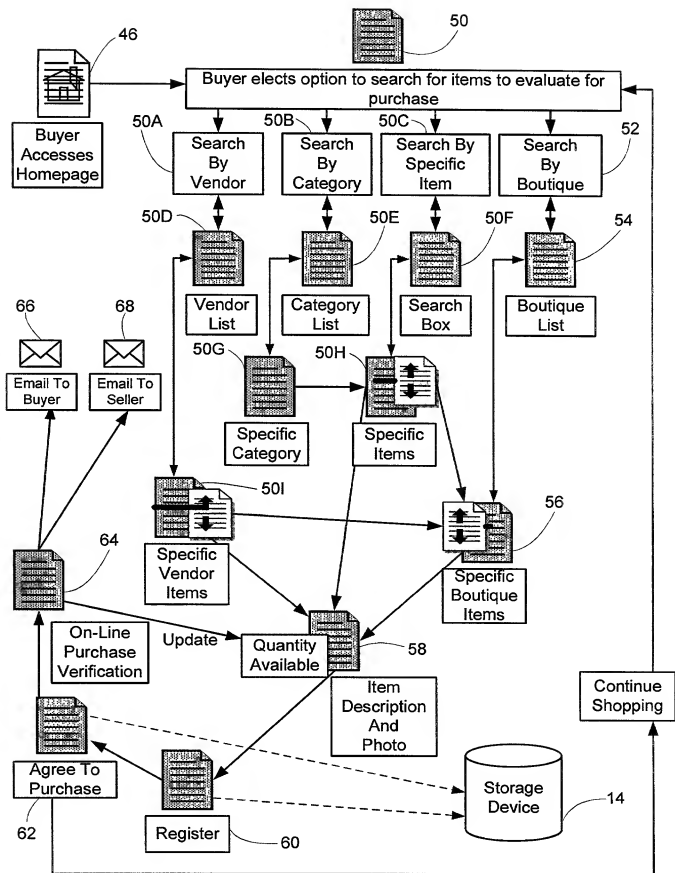 46
50
Buyer elects option to search for items to evaluate for
purchase
Buyer
Accesses
Homepage
50A
Search
By
Vendor
50B
Search
By
Category
50C
Search By
Specific
Item
52
Search
By
Boutique
50D
Vendor
List
50E
Category
List
50F
Search
Box
54
Boutique
List
66
Email To
Buyer
68
Email To
Seller
50G
Specific
Category
50H
Specific
Items
50I
Specific
Vendor
Items
56
Specific
Boutique
Items
64
On-Line
Purchase
Verification
Update
Quantity
Available
58
Item
Description
And
Photo
Continue
Shopping
Agree To
Purchase
62
Register
60
Storage
Device
14